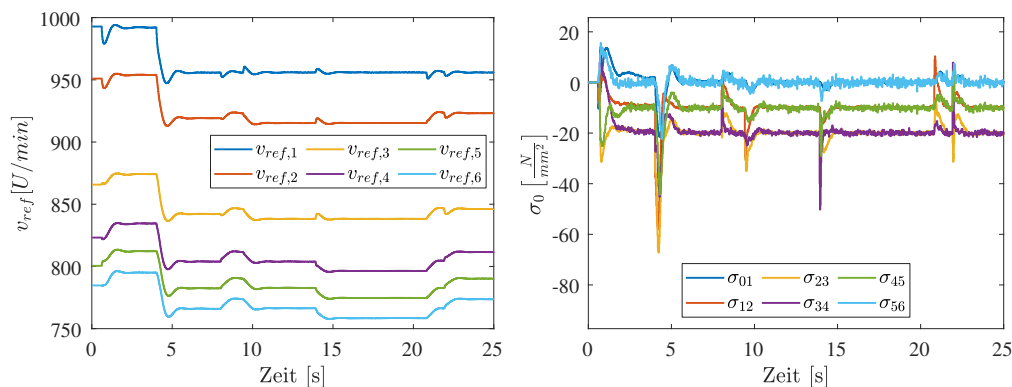 1000
950
900
850
800
750
v_ref [U/min]
v_ref,1 v_ref,3 v_ref,5
v_ref,2 v_ref,4 v_ref,6
0 5 10 15 20 25
Zeit [s]
20
0
-20
-40
-60
-80
σ_0 [N/mm²]
σ_01 σ_23 σ_45
σ_12 σ_34 σ_56
0 5 10 15 20 25
Zeit [s]